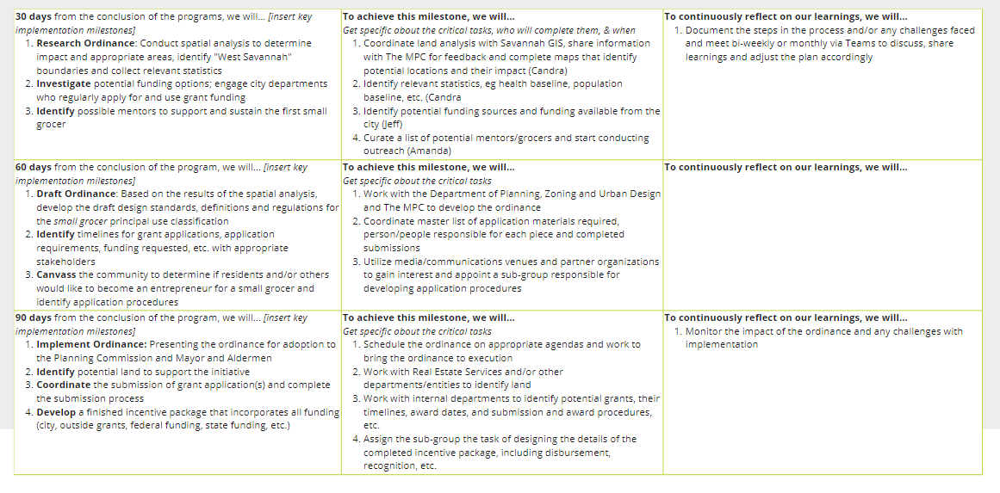 30 days from the conclusion of the programs, we will... [insert key
implementation milestones]
1. Research Ordinance: Conduct spatial analysis to determine
impact and appropriate areas, identify "West Savannah"
boundaries and collect relevant statistics
2. Investigate potential funding options; engage city departments
who regularly apply for and use grant funding
3. Identify possible mentors to support and sustain the first small
grocer
To achieve this milestone, we will...
Get specific about the critical tasks, who will complete them, & when
1. Coordinate land analysis with Savannah GIS, share information
with The MPC for feedback and complete maps that identify
potential locations and their impact (Candra)
2. Identify relevant statistics, eg health baseline, population
baseline, etc. (Candra
3. Identify potential funding sources and funding available from the
city (Jeff)
4. Curate a list of potential mentors/grocers and start conducting
outreach (Amanda)
To continuously reflect on our learnings, we will...
1. Document the steps in the process and/or any challenges faced
and meet bi-weekly or monthly via Teams to discuss, share
learnings and adjust the plan accordingly
60 days from the conclusion of the program, we will... [insert key
implementation milestones]
1. Draft Ordinance: Based on the results of the spatial analysis,
develop the draft design standards, definitions and regulations for
the small grocer principal use classification
2. Identify timelines for grant applications, application
requirements, funding requested, etc. with appropriate
stakeholders
3. Canvass the community to determine if residents and/or others
would like to become an entrepreneur for a small grocer and
identify application procedures
To achieve this milestone, we will...
Get specific about the critical tasks
1. Work with the Department of Planning, Zoning and Urban Design
and The MPC to develop the ordinance
2. Coordinate master list of application materials required,
person/people responsible for each piece and completed
submissions
3. Utilize media/communications venues and partner organizations
to gain interest and appoint a sub-group responsible for
developing application procedures
To continuously reflect on our learnings, we will...
90 days from the conclusion of the program, we will... [insert key
implementation milestones]
1. Implement Ordinance: Presenting the ordinance for adoption to
the Planning Commission and Mayor and Aldermen
2. Identify potential land to support the initiative
3. Coordinate the submission of grant application(s) and complete
the submission process
4. Develop a finished incentive package that incorporates all funding
(city, outside grants, federal funding, state funding, etc.)
To achieve this milestone, we will...
Get specific about the critical tasks
1. Schedule the ordinance on appropriate agendas and work to
bring the ordinance to execution
2. Work with Real Estate Services and/or other
departments/entities to identify land
3. Work with internal departments to identify potential grants, their
timelines, award dates, and submission and award procedures,
etc.
4. Assign the sub-group the task of designing the details of the
completed incentive package, including disbursement,
recognition, etc.
To continuously reflect on our learnings, we will...
1. Monitor the impact of the ordinance and any challenges with
implementation